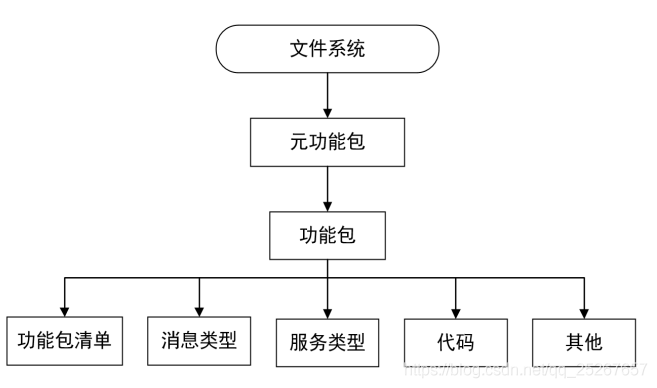 文件系统
元功能包
功能包
功能包清单
消息类型
服务类型
代码
其他
https://blog.csdn.net/qq_25267657